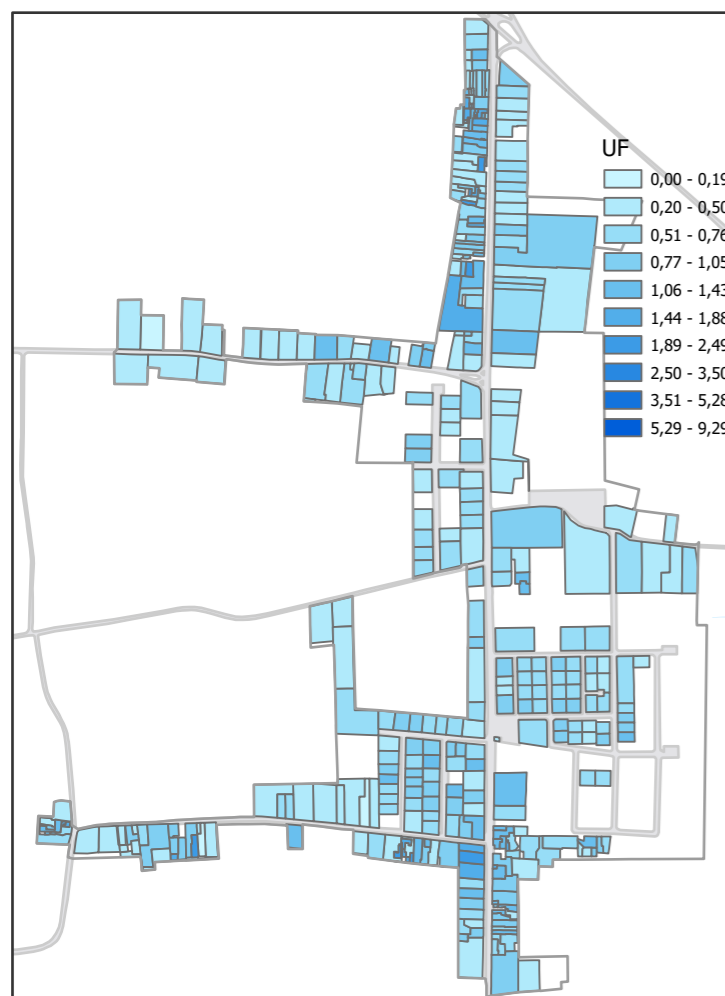 UF
0,00 - 0,19
0,20 - 0,50
0,51 - 0,76
0,77 - 1,05
1,06 - 1,43
1,44 - 1,88
1,89 - 2,49
2,50 - 3,50
3,51 - 5,28
5,29 - 9,29